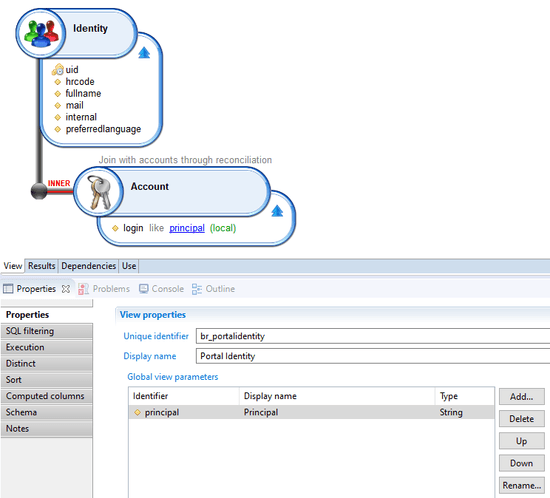 Identity
uid
hrcode
fullname
mail
internal
preferredlanguage
Join with accounts through reconciliation
INNER
Account
login like principal (local)
View Results Dependencies Use
Properties Problems Console Outline
Properties
SQL filtering
Execution
Distinct
Sort
Computed columns
Schema
Notes
View properties
Unique identifier br_portalidentity
Display name Portal Identity
Global view parameters
Identifier Display name Type
principal Principal String
Add...
Delete
Up
Down
Rename...